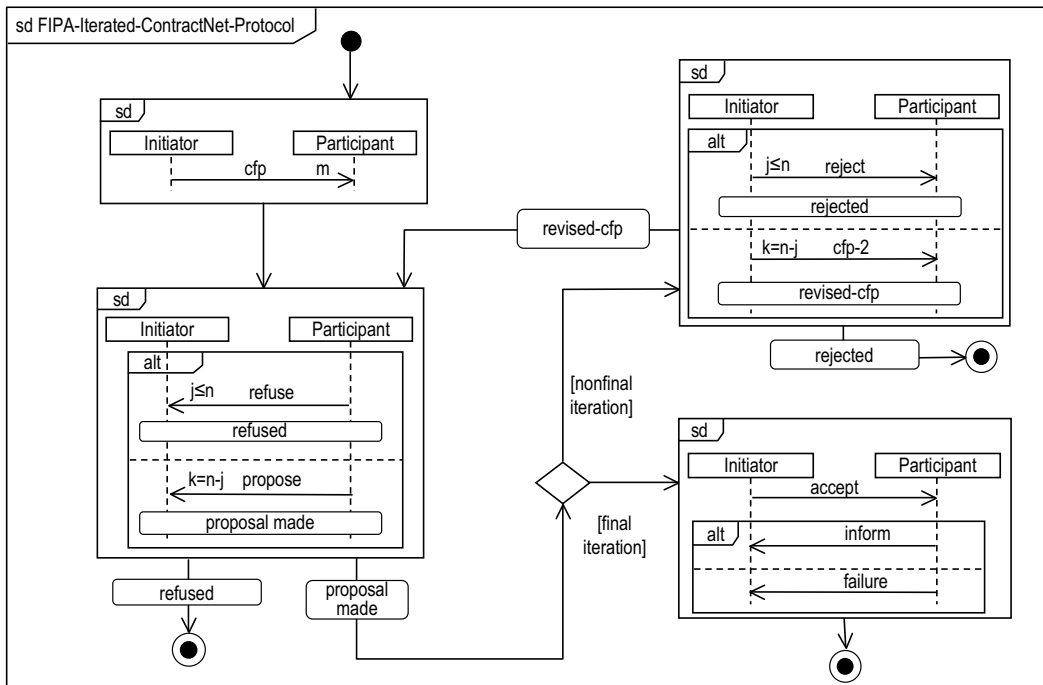 sd FIPA-Iterated-ContractNet-Protocol
sd
Initiator Participant
cfp m
sd
Initiator Participant
alt
j≤n refuse
refused
k=n-j propose
proposal made
refused
proposal
made
revised-cfp
[nonfinal
iteration]
[final
iteration]
sd
Initiator Participant
alt
j≤n reject
rejected
k=n-j cfp-2
revised-cfp
rejected
sd
Initiator Participant
accept
alt
inform
failure